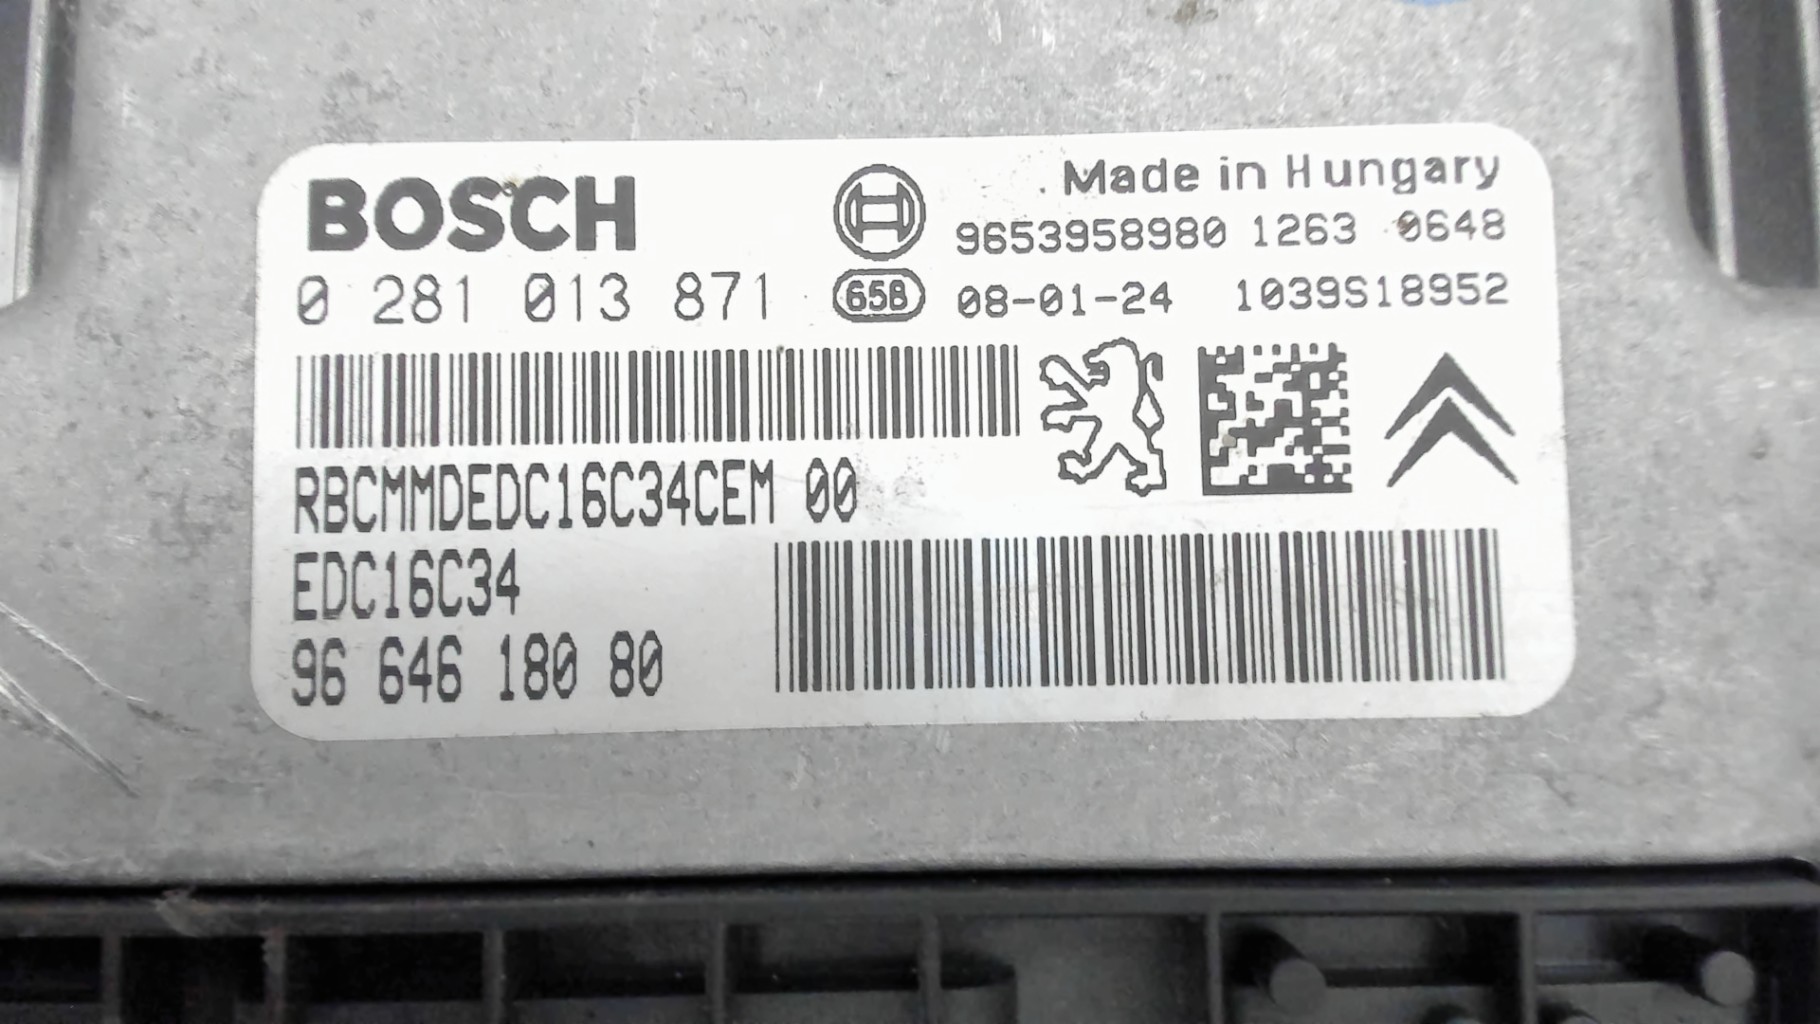 BOSCH
Made in Hungary
9653958980 1263 0648
0 281 013 871
65B
08-01-24 1039S18952
RBCMMDEDC16C34CEM 00
EDC16C34
96 646 180 80